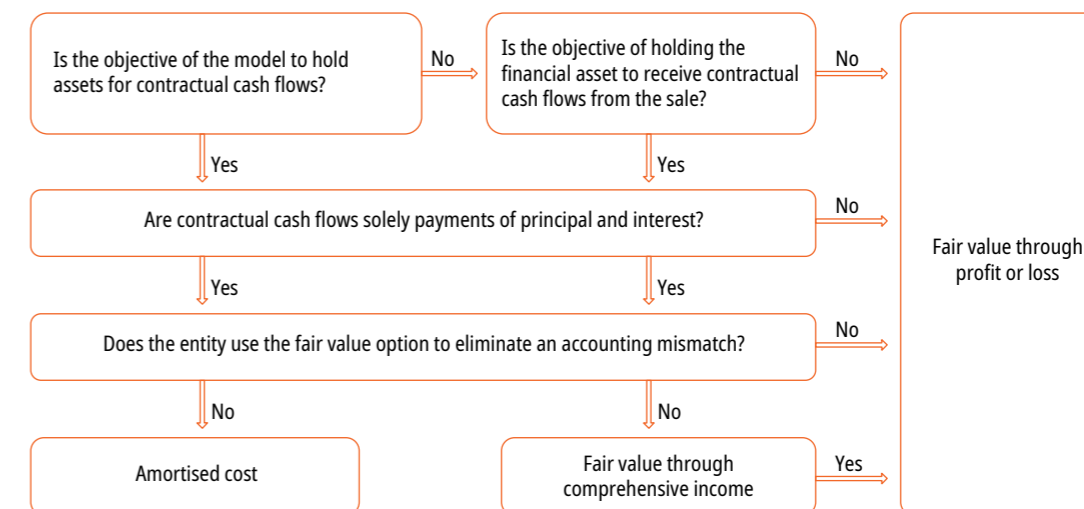 Is the objective of the model to hold
assets for contractual cash flows?
No
Is the objective of holding the
financial asset to receive contractual
cash flows from the sale?
No
Yes
Yes
Are contractual cash flows solely payments of principal and interest?
No
Fair value through
profit or loss
Yes
Yes
Does the entity use the fair value option to eliminate an accounting mismatch?
No
No
No
Amortised cost
Fair value through
comprehensive income
Yes